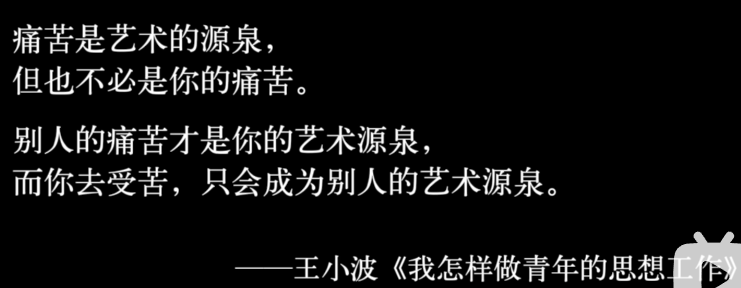 痛苦是艺术的源泉，
但也不必是你的痛苦。
别人的痛苦才是你的艺术源泉，
而你去受苦，只会成为别人的艺术源泉。
——王小波《我怎样做青年的思想工作》